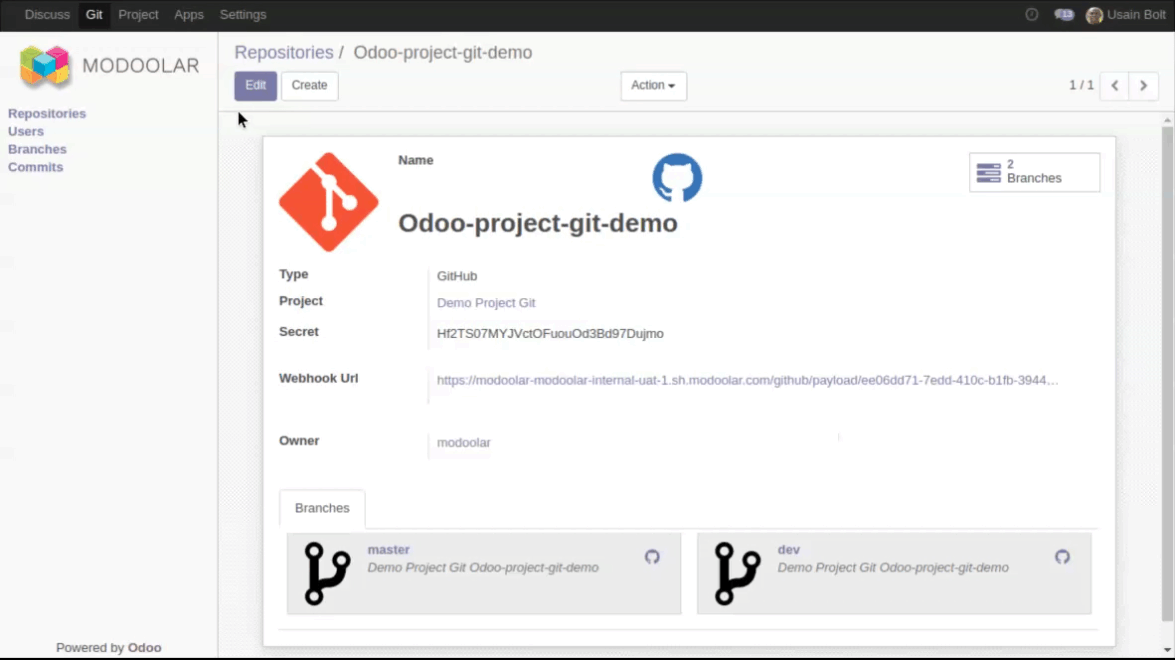 Discuss Git Project Apps Settings Usain Bolt
MODOOLAR
Repositories / Odoo-project-git-demo
Edit Create Action 1 / 1
Repositories
Users
Branches
Commits
Name
2
Branches
Odoo-project-git-demo
Type GitHub
Project Demo Project Git
Secret Hf2TS07MYJVctOFuouOd3Bd97Dujmo
Webhook Url https://modoolar-modoolar-internal-uat-1.sh.modoolar.com/github/payload/ee06dd71-7edd-410c-b1fb-3944...
Owner modoolar
Branches
master
Demo Project Git Odoo-project-git-demo
dev
Demo Project Git Odoo-project-git-demo
Powered by Odoo